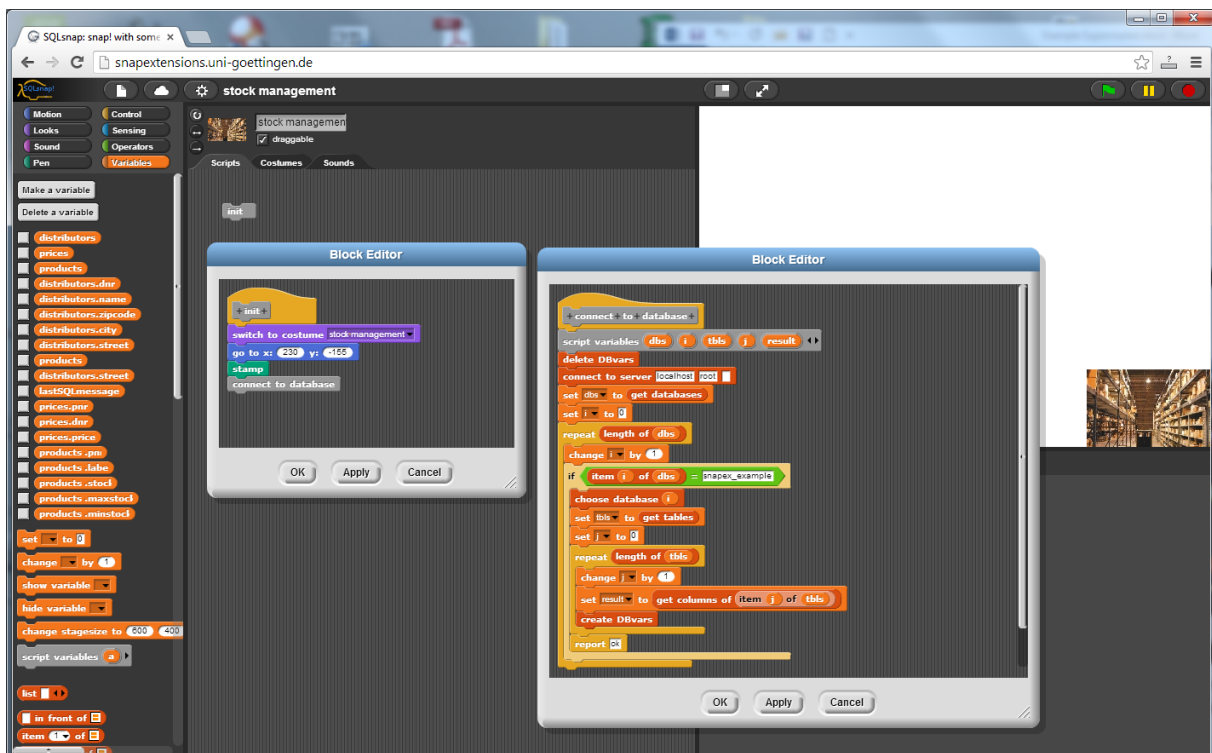 SQLsnap: snap! with some
snapextensions.uni-goettingen.de
SQLsnap!
stock management
Motion
Control
Looks
Sensing
Sound
Operators
Pen
Variables
stock managemen
draggable
Scripts
Costumes
Sounds
Make a variable
Delete a variable
distributors
prices
products
distributors.dnr
distributors.name
distributors.zipcode
distributors.city
distributors.street
products
distributors.street
lastSQLmessage
prices.pnr
prices.dnr
prices.price
products .pnr
products .labe
products .stock
products .maxstock
products .minstock
set to 0
change by 1
show variable
hide variable
change stagesize to 600 400
script variables a
list
in front of
item 1 of
init
Block Editor
+ init +
switch to costume stock-management
go to x: 230 y: -155
stamp
connect to database
OK
Apply
Cancel
Block Editor
+ connect + to + database +
script variables dbs i tbls j result
delete DBvars
connect to server localhost root
set dbs to get databases
set i to 0
repeat length of dbs
change i by 1
if item i of dbs = snapex_example
choose database i
set tbls to get tables
set j to 0
repeat length of tbls
change j by 1
set result to get columns of item j of tbls
create DBvars
report ok
OK
Apply
Cancel